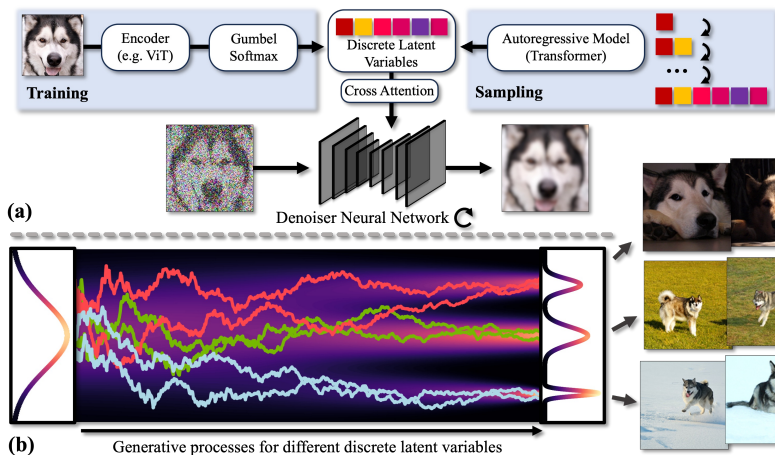 Encoder
(e.g. ViT)
Gumbel
Softmax
Discrete Latent
Variables
Autoregressive Model
(Transformer)
Training
Cross Attention
Sampling
(a)
Denoiser Neural Network
(b)
Generative processes for different discrete latent variables